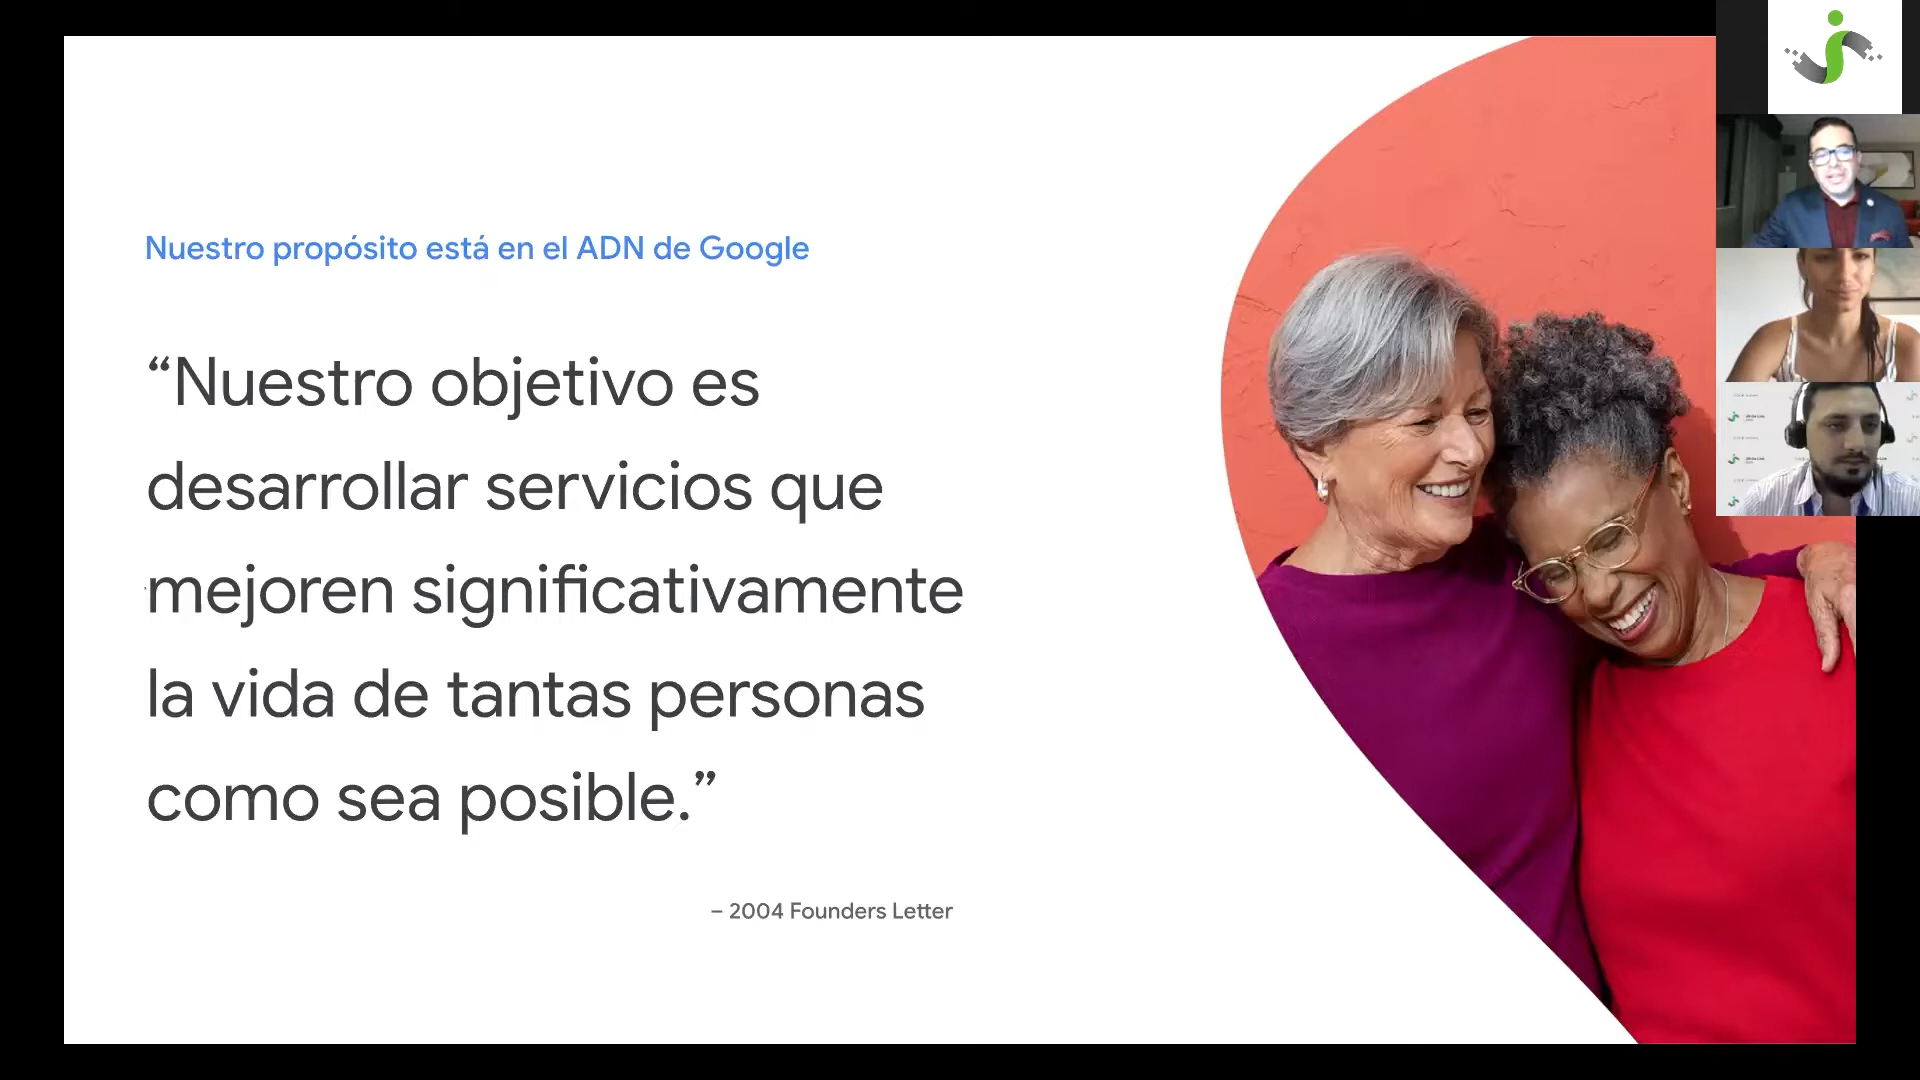 Nuestro propósito está en el ADN de Google
“Nuestro objetivo es
desarrollar servicios que
mejoren significativamente
la vida de tantas personas
como sea posible.”
– 2004 Founders Letter